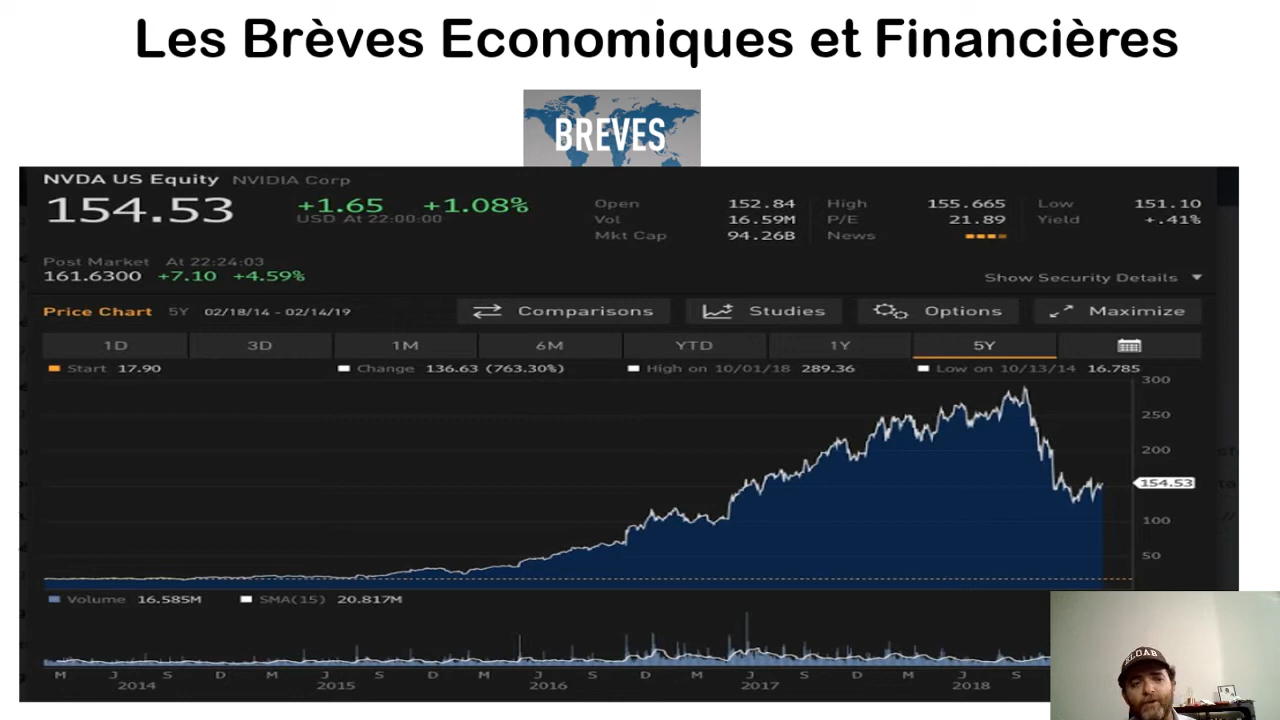 Les Brèves Economiques et Financières
BREVES
NVDA US Equity NVIDIA Corp
154.53 +1.65 +1.08%
USD At 22:00:00
Open 152.84 High 155.665 Low 151.10
Vol 16.59M P/E 21.89 Yield +.41%
Mkt Cap 94.26B News
Post Market At 22:24:03
161.6300 +7.10 +4.59%
Show Security Details
Price Chart 5Y 02/18/14 - 02/14/19 Comparisons Studies Options Maximize
1D 3D 1M 6M YTD 1Y 5Y
Start 17.90 Change 136.63 (763.30%) High on 10/01/18 289.36 Low on 10/13/14 16.785
300
250
200
154.53
100
50
Volume 16.585M SMA(15) 20.817M
M J S D M J S D M J S D M J S D M J S
2014 2015 2016 2017 2018